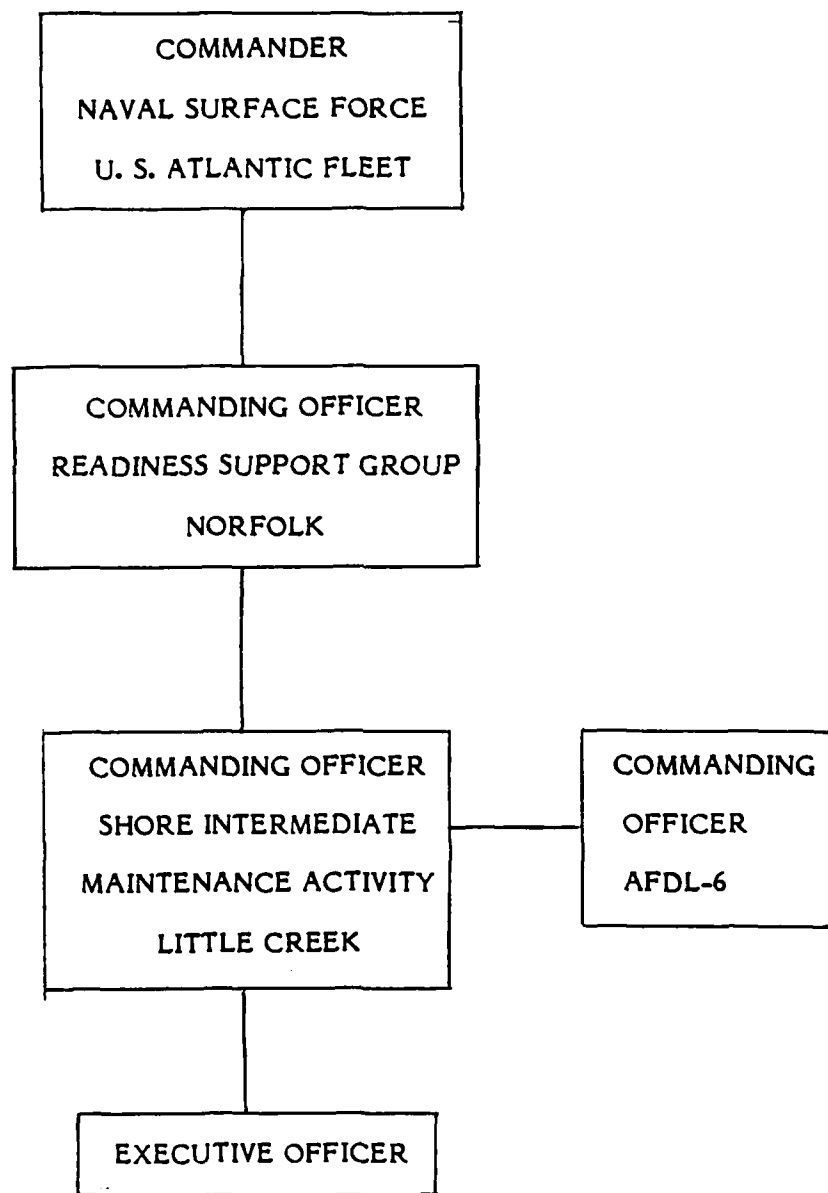 COMMANDER
NAVAL SURFACE FORCE
U. S. ATLANTIC FLEET
COMMANDING OFFICER
READINESS SUPPORT GROUP
NORFOLK
COMMANDING OFFICER
SHORE INTERMEDIATE
MAINTENANCE ACTIVITY
LITTLE CREEK
COMMANDING
OFFICER
AFDL-6
EXECUTIVE OFFICER